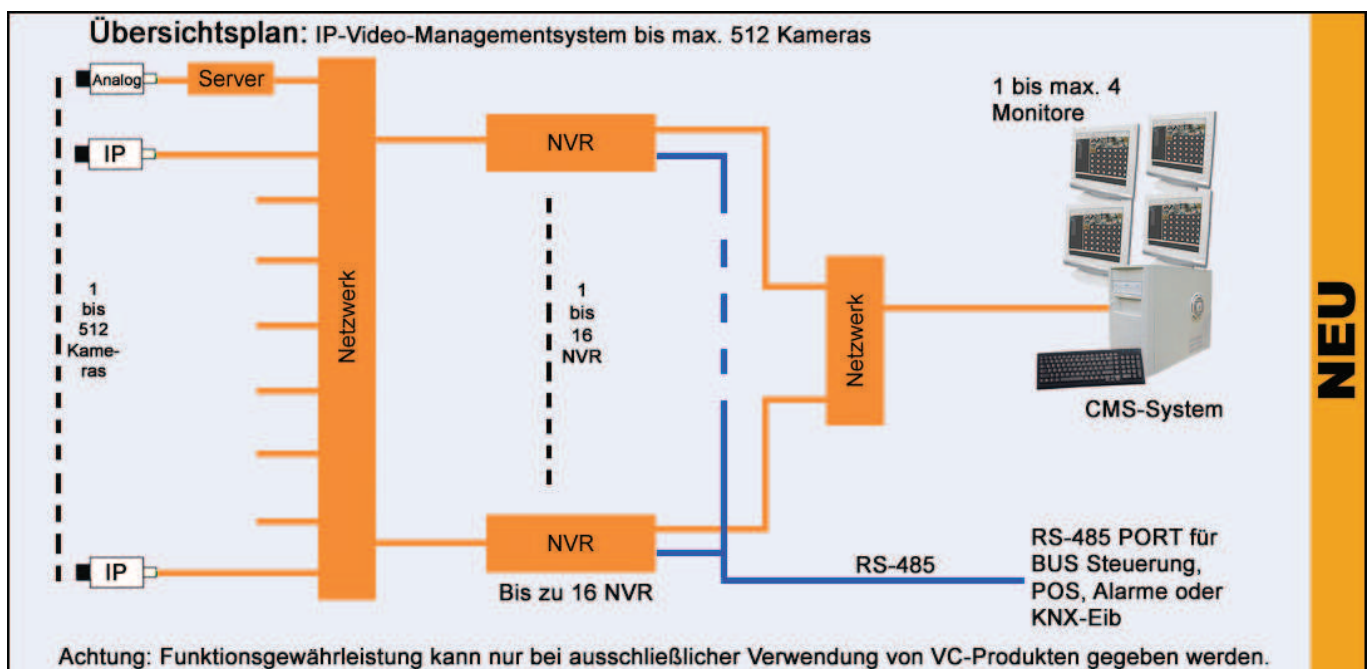 Übersichtsplan: IP-Video-Managementsystem bis max. 512 Kameras
Analog
Server
IP
1
bis
512
Kame-
ras
IP
Netzwerk
NVR
1
bis
16
NVR
NVR
Bis zu 16 NVR
Netzwerk
1 bis max. 4
Monitore
CMS-System
RS-485
RS-485 PORT für
BUS Steuerung,
POS, Alarme oder
KNX-Eib
NEU
Achtung: Funktionsgewährleistung kann nur bei ausschließlicher Verwendung von VC-Produkten gegeben werden.